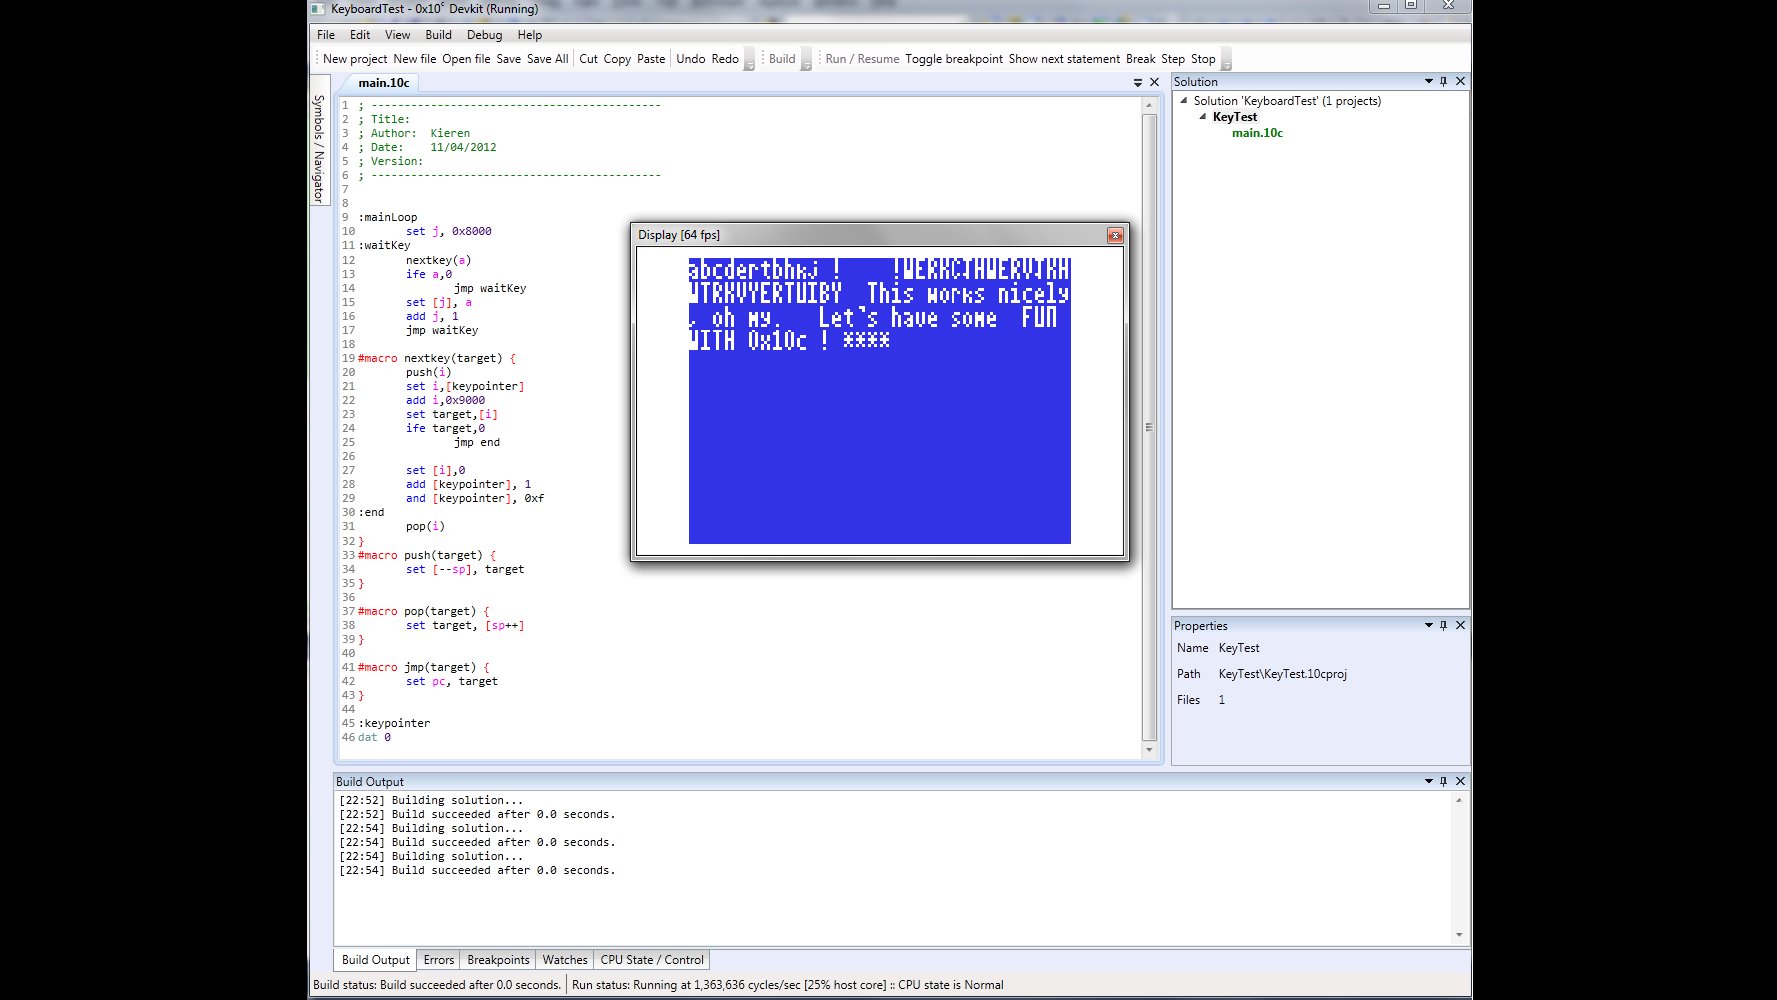 KeyboardTest - 0x10ᶜ Devkit (Running)
File Edit View Build Debug Help
New project New file Open file Save Save All Cut Copy Paste Undo Redo Build Run / Resume Toggle breakpoint Show next statement Break Step Stop
Symbols / Navigator
main.10c
1 ; --------------------------------------------
2 ; Title:
3 ; Author: Kieren
4 ; Date: 11/04/2012
5 ; Version:
6 ; --------------------------------------------
7
8
9 :mainLoop
10 set j, 0x8000
11 :waitKey
12 nextkey(a)
13 ife a,0
14 jmp waitKey
15 set [j], a
16 add j, 1
17 jmp waitKey
18
19 #macro nextkey(target) {
20 push(i)
21 set i,[keypointer]
22 add i,0x9000
23 set target,[i]
24 ife target,0
25 jmp end
26
27 set [i],0
28 add [keypointer], 1
29 and [keypointer], 0xf
30 :end
31 pop(i)
32 }
33 #macro push(target) {
34 set [--sp], target
35 }
36
37 #macro pop(target) {
38 set target, [sp++]
39 }
40
41 #macro jmp(target) {
42 set pc, target
43 }
44
45 :keypointer
46 dat 0
Display [64 fps]
abcdertbhkj !
This works nicely
, oh my. Let's have some FUN
WITH 0x10c ! ****
Solution
Solution 'KeyboardTest' (1 projects)
KeyTest
main.10c
Properties
Name KeyTest
Path KeyTest\KeyTest.10cproj
Files 1
Build Output
[22:52] Building solution...
[22:52] Build succeeded after 0.0 seconds.
[22:54] Building solution...
[22:54] Build succeeded after 0.0 seconds.
[22:54] Building solution...
[22:54] Build succeeded after 0.0 seconds.
Build Output Errors Breakpoints Watches CPU State / Control
Build status: Build succeeded after 0.0 seconds. Run status: Running at 1,363,636 cycles/sec [25% host core] :: CPU state is Normal